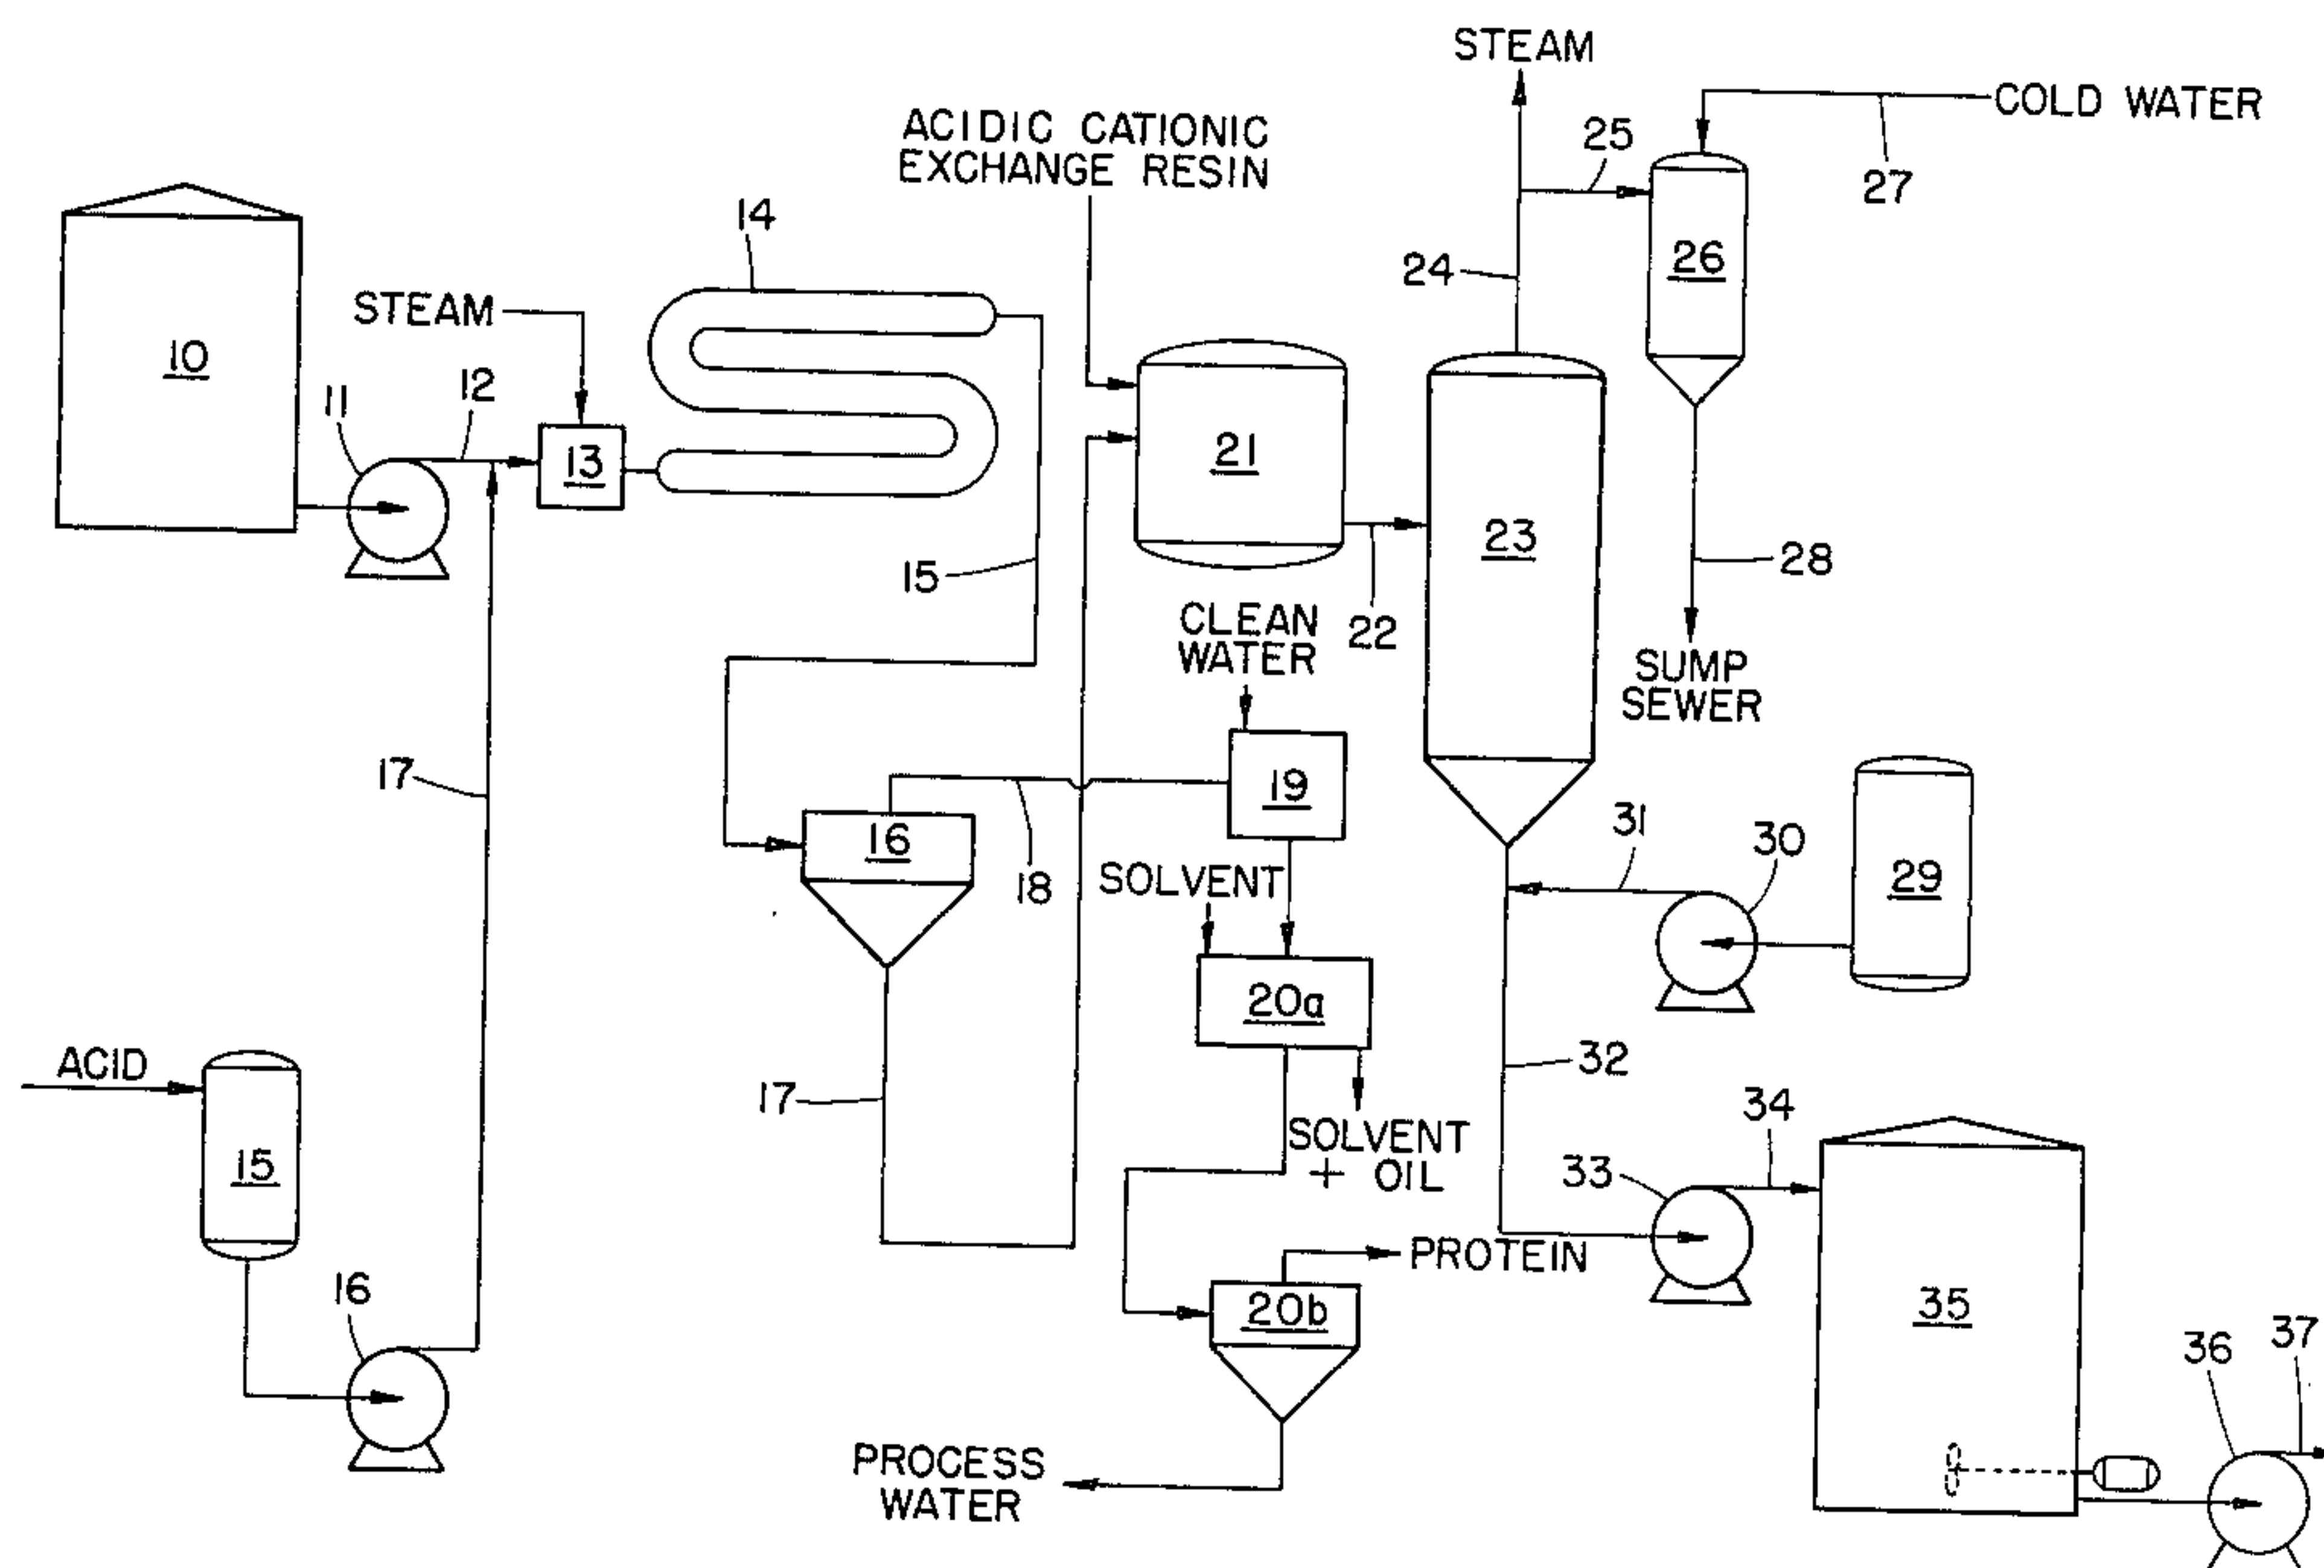 STEAM
COLD WATER
ACIDIC CATIONIC
EXCHANGE RESIN
25
27
14
24
26
STEAM
10
12
11
13
21
23
15
22
28
CLEAN
WATER
SUMP
SEWER
17
19
16
18
31
30
29
SOLVENT
20a
32
ACID
17
34
SOLVENT
+ OIL
15
33
PROTEIN
16
20b
35
36
37
PROCESS
WATER